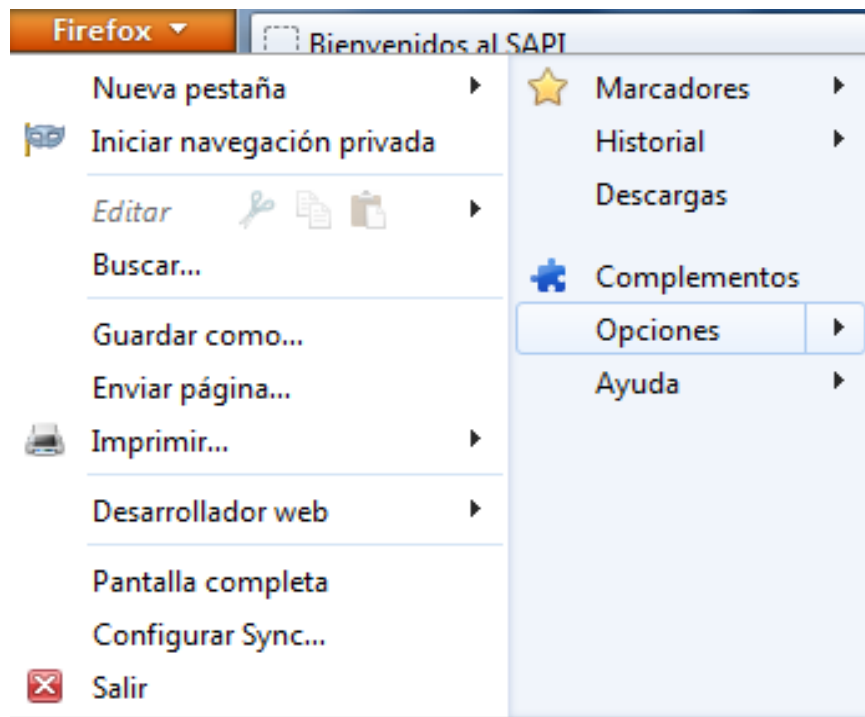 Firefox
Bienvenidos al SAPI
Nueva pestaña
Iniciar navegación privada
Editar
Buscar...
Guardar como...
Enviar página...
Imprimir...
Desarrollador web
Pantalla completa
Configurar Sync...
Salir
Marcadores
Historial
Descargas
Complementos
Opciones
Ayuda